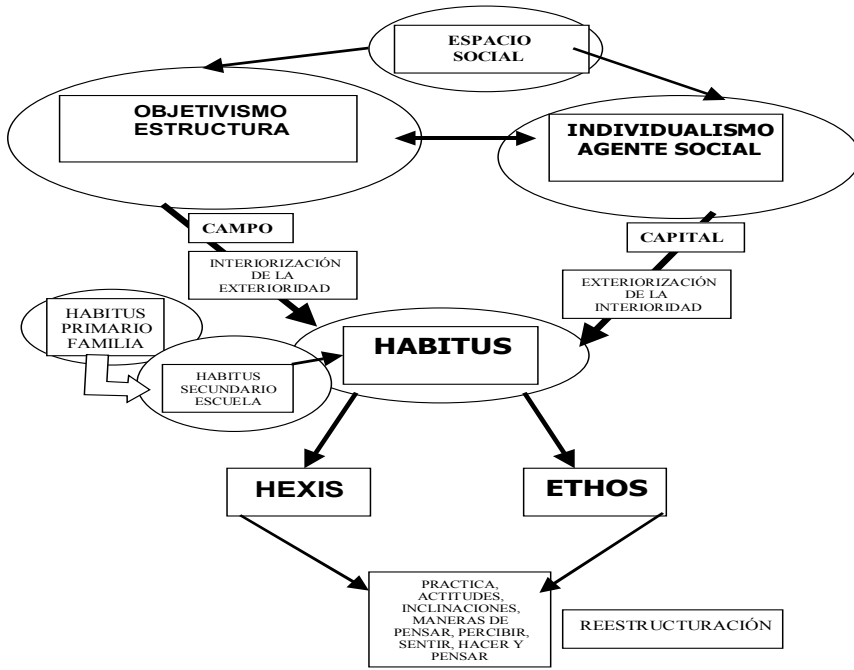 ESPACIO
SOCIAL
OBJETIVISMO
ESTRUCTURA
INDIVIDUALISMO
AGENTE SOCIAL
CAMPO
CAPITAL
INTERIORIZACIÓN
DE LA
EXTERIORIDAD
EXTERIORIZACIÓN
DE LA
INTERIORIDAD
HABITUS
PRIMARIO
FAMILIA
HABITUS
HABITUS
SECUNDARIO
ESCUELA
HEXIS
ETHOS
PRACTICA,
ACTITUDES,
INCLINACIONES,
MANERAS DE
PENSAR, PERCIBIR,
SENTIR, HACER Y
PENSAR
REESTRUCTURACIÓN